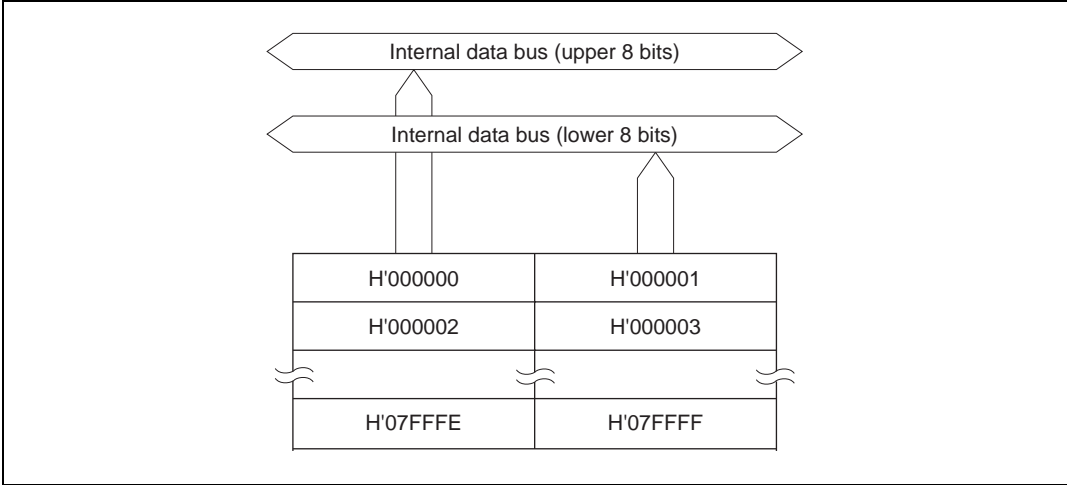 Internal data bus (upper 8 bits)
Internal data bus (lower 8 bits)
H'000000 H'000001
H'000002 H'000003
H'07FFFE H'07FFFF